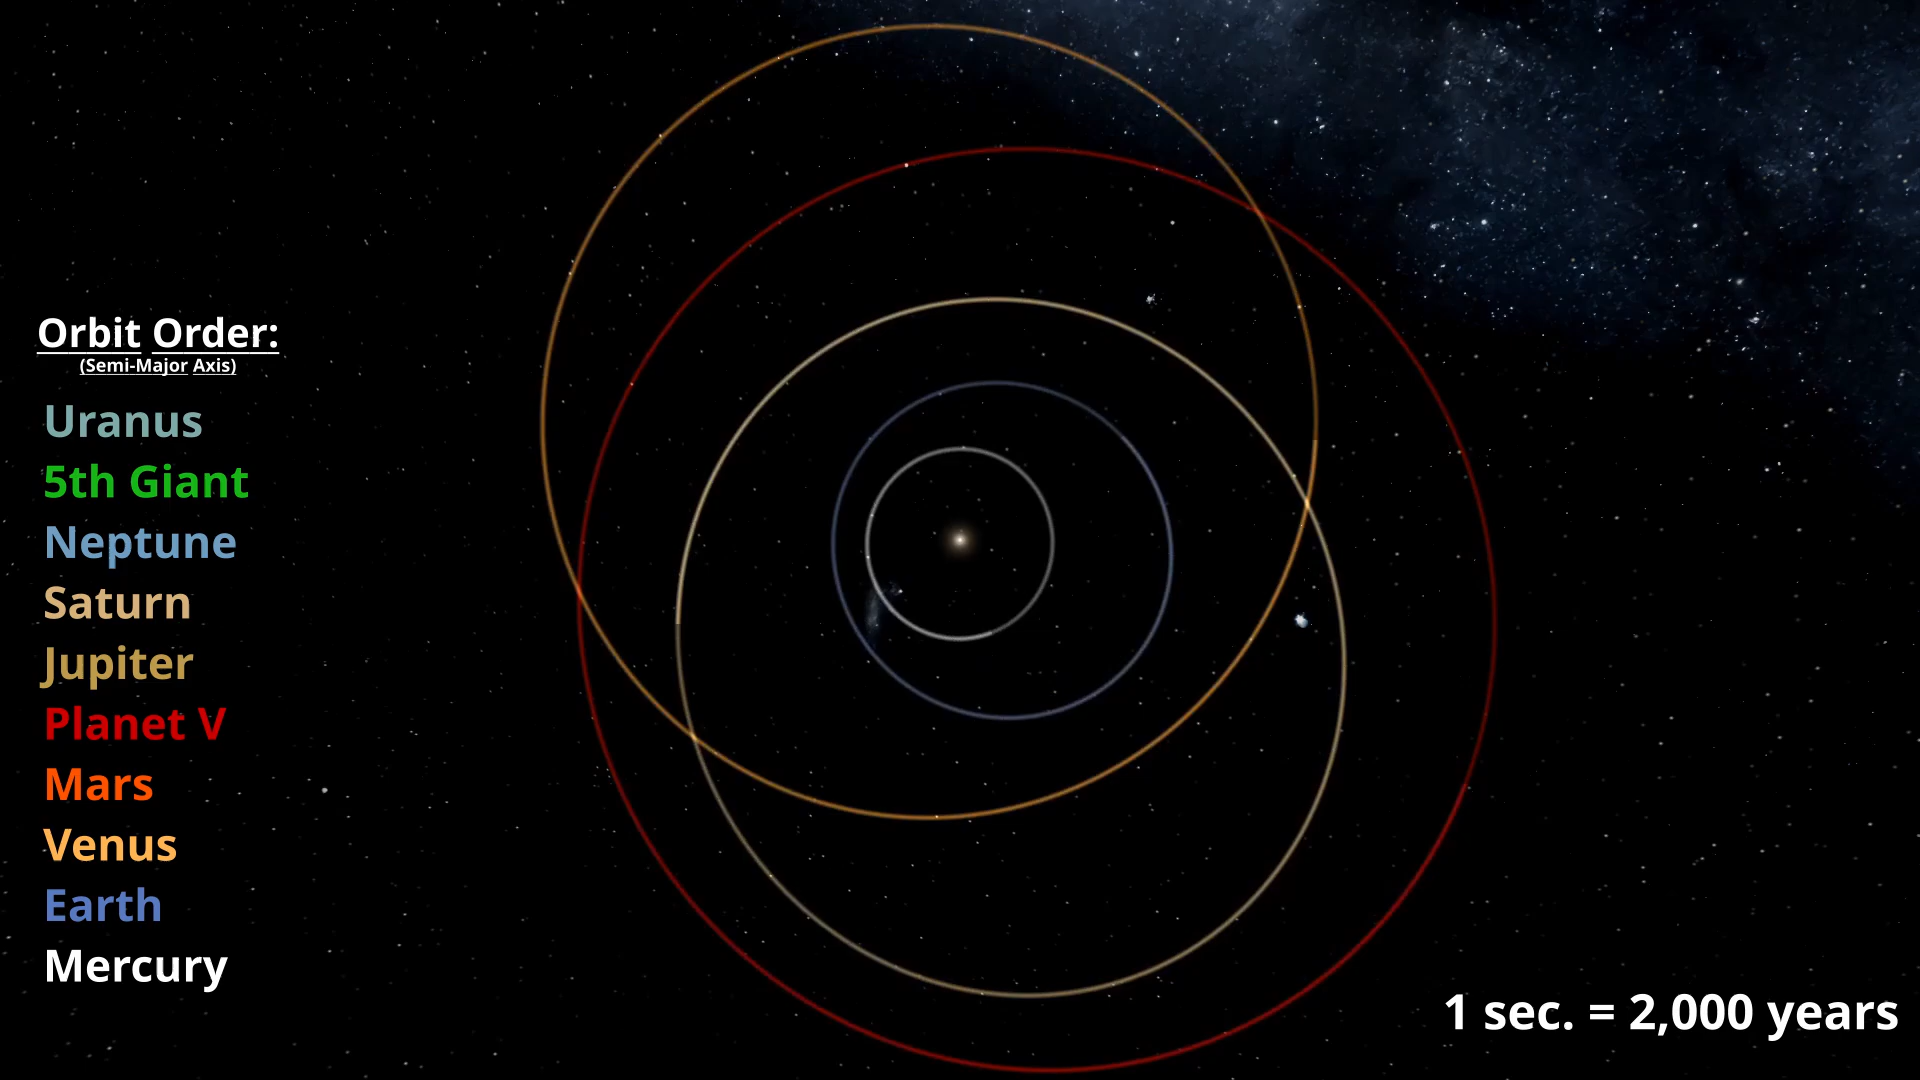 Orbit Order:
(Semi-Major Axis)
Uranus
5th Giant
Neptune
Saturn
Jupiter
Planet V
Mars
Venus
Earth
Mercury
1 sec. = 2,000 years